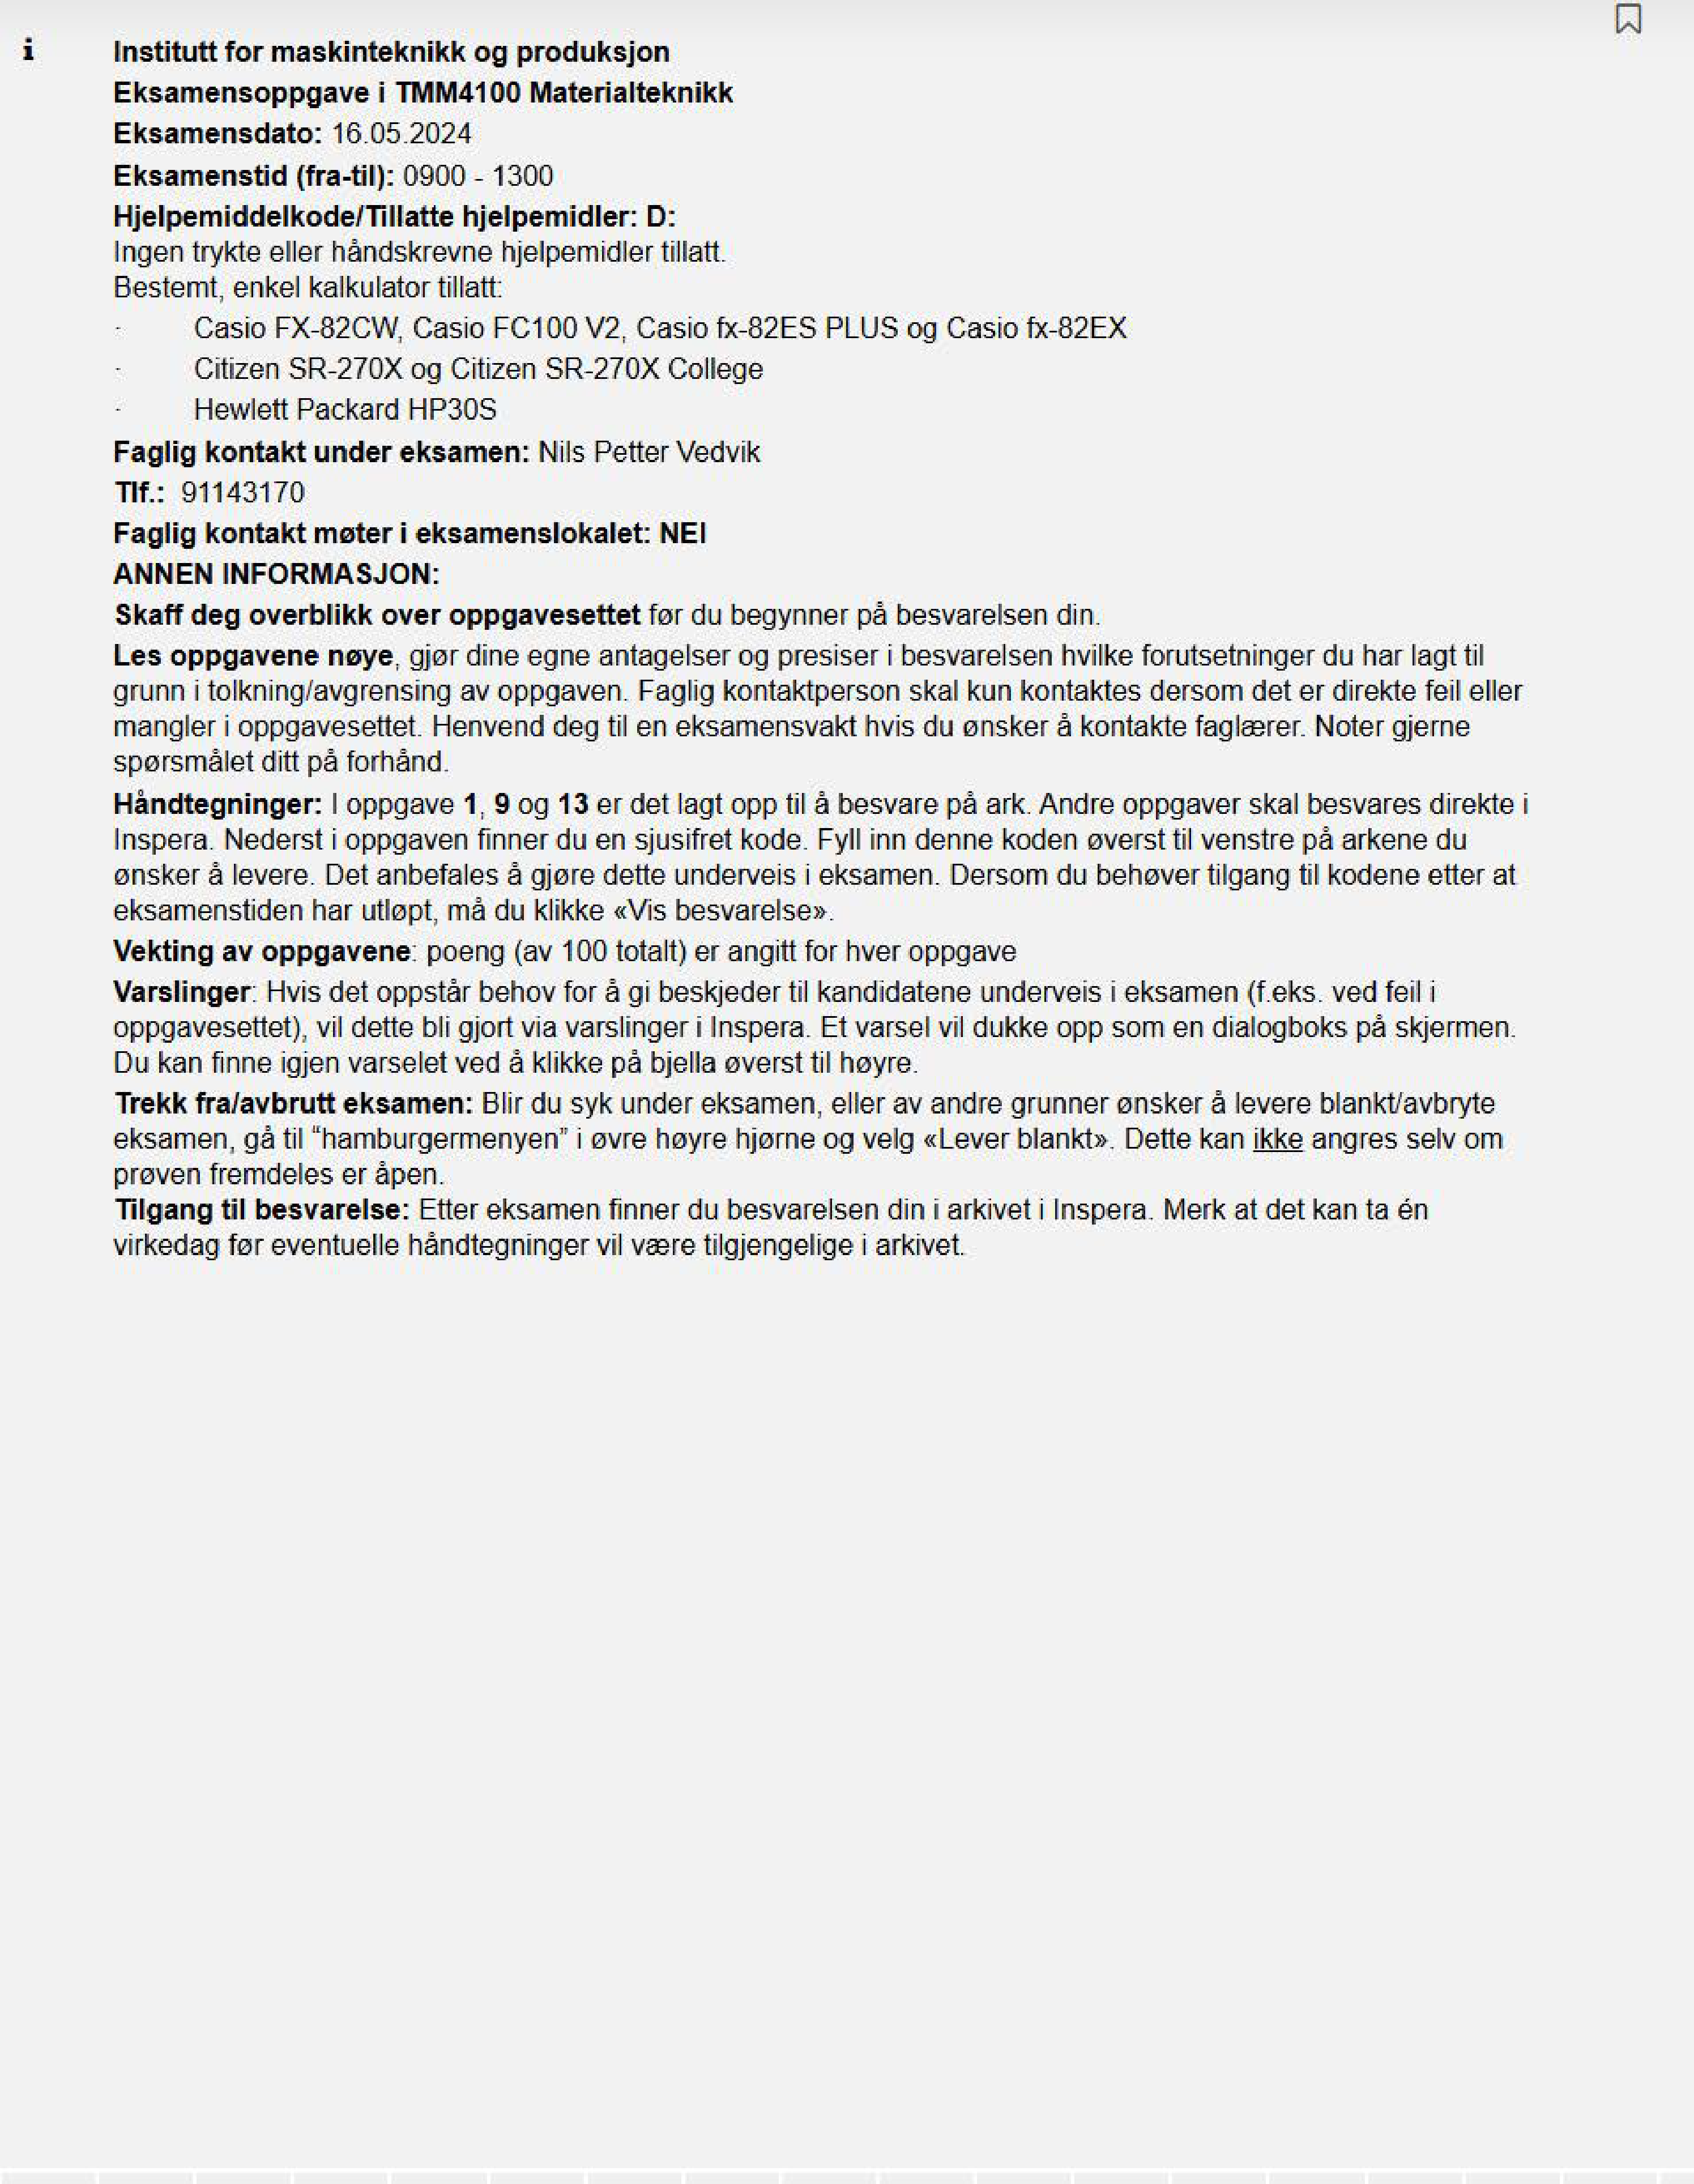 i
Institutt for maskinteknikk og produksjon
Eksamensoppgave i TMM4100 Materialteknikk
Eksamensdato: 16.05.2024
Eksamenstid (fra-til): 0900 - 1300
Hjelpemiddelkode/Tillatte hjelpemidler: D:
Ingen trykte eller håndskrevne hjelpemidler tillatt.
Bestemt, enkel kalkulator tillatt:
· Casio FX-82CW, Casio FC100 V2, Casio fx-82ES PLUS og Casio fx-82EX
· Citizen SR-270X og Citizen SR-270X College
· Hewlett Packard HP30S
Faglig kontakt under eksamen: Nils Petter Vedvik
Tlf.: 91143170
Faglig kontakt møter i eksamenslokalet: NEI
ANNEN INFORMASJON:
Skaff deg overblikk over oppgavesettet før du begynner på besvarelsen din.
Les oppgavene nøye, gjør dine egne antagelser og presiser i besvarelsen hvilke forutsetninger du har lagt til
grunn i tolkning/avgrensing av oppgaven. Faglig kontaktperson skal kun kontaktes dersom det er direkte feil eller
mangler i oppgavesettet. Henvend deg til en eksamensvakt hvis du ønsker å kontakte faglærer. Noter gjerne
spørsmålet ditt på forhånd.
Håndtegninger: I oppgave 1, 9 og 13 er det lagt opp til å besvare på ark. Andre oppgaver skal besvares direkte i
Inspera. Nederst i oppgaven finner du en sjusifret kode. Fyll inn denne koden øverst til venstre på arkene du
ønsker å levere. Det anbefales å gjøre dette underveis i eksamen. Dersom du behøver tilgang til kodene etter at
eksamenstiden har utløpt, må du klikke «Vis besvarelse».
Vekting av oppgavene: poeng (av 100 totalt) er angitt for hver oppgave
Varslinger: Hvis det oppstår behov for å gi beskjeder til kandidatene underveis i eksamen (f.eks. ved feil i
oppgavesettet), vil dette bli gjort via varslinger i Inspera. Et varsel vil dukke opp som en dialogboks på skjermen.
Du kan finne igjen varselet ved å klikke på bjella øverst til høyre.
Trekk fra/avbrutt eksamen: Blir du syk under eksamen, eller av andre grunner ønsker å levere blankt/avbryte
eksamen, gå til “hamburgermenyen” i øvre høyre hjørne og velg «Lever blankt». Dette kan ikke angres selv om
prøven fremdeles er åpen.
Tilgang til besvarelse: Etter eksamen finner du besvarelsen din i arkivet i Inspera. Merk at det kan ta én
virkedag før eventuelle håndtegninger vil være tilgjengelige i arkivet.